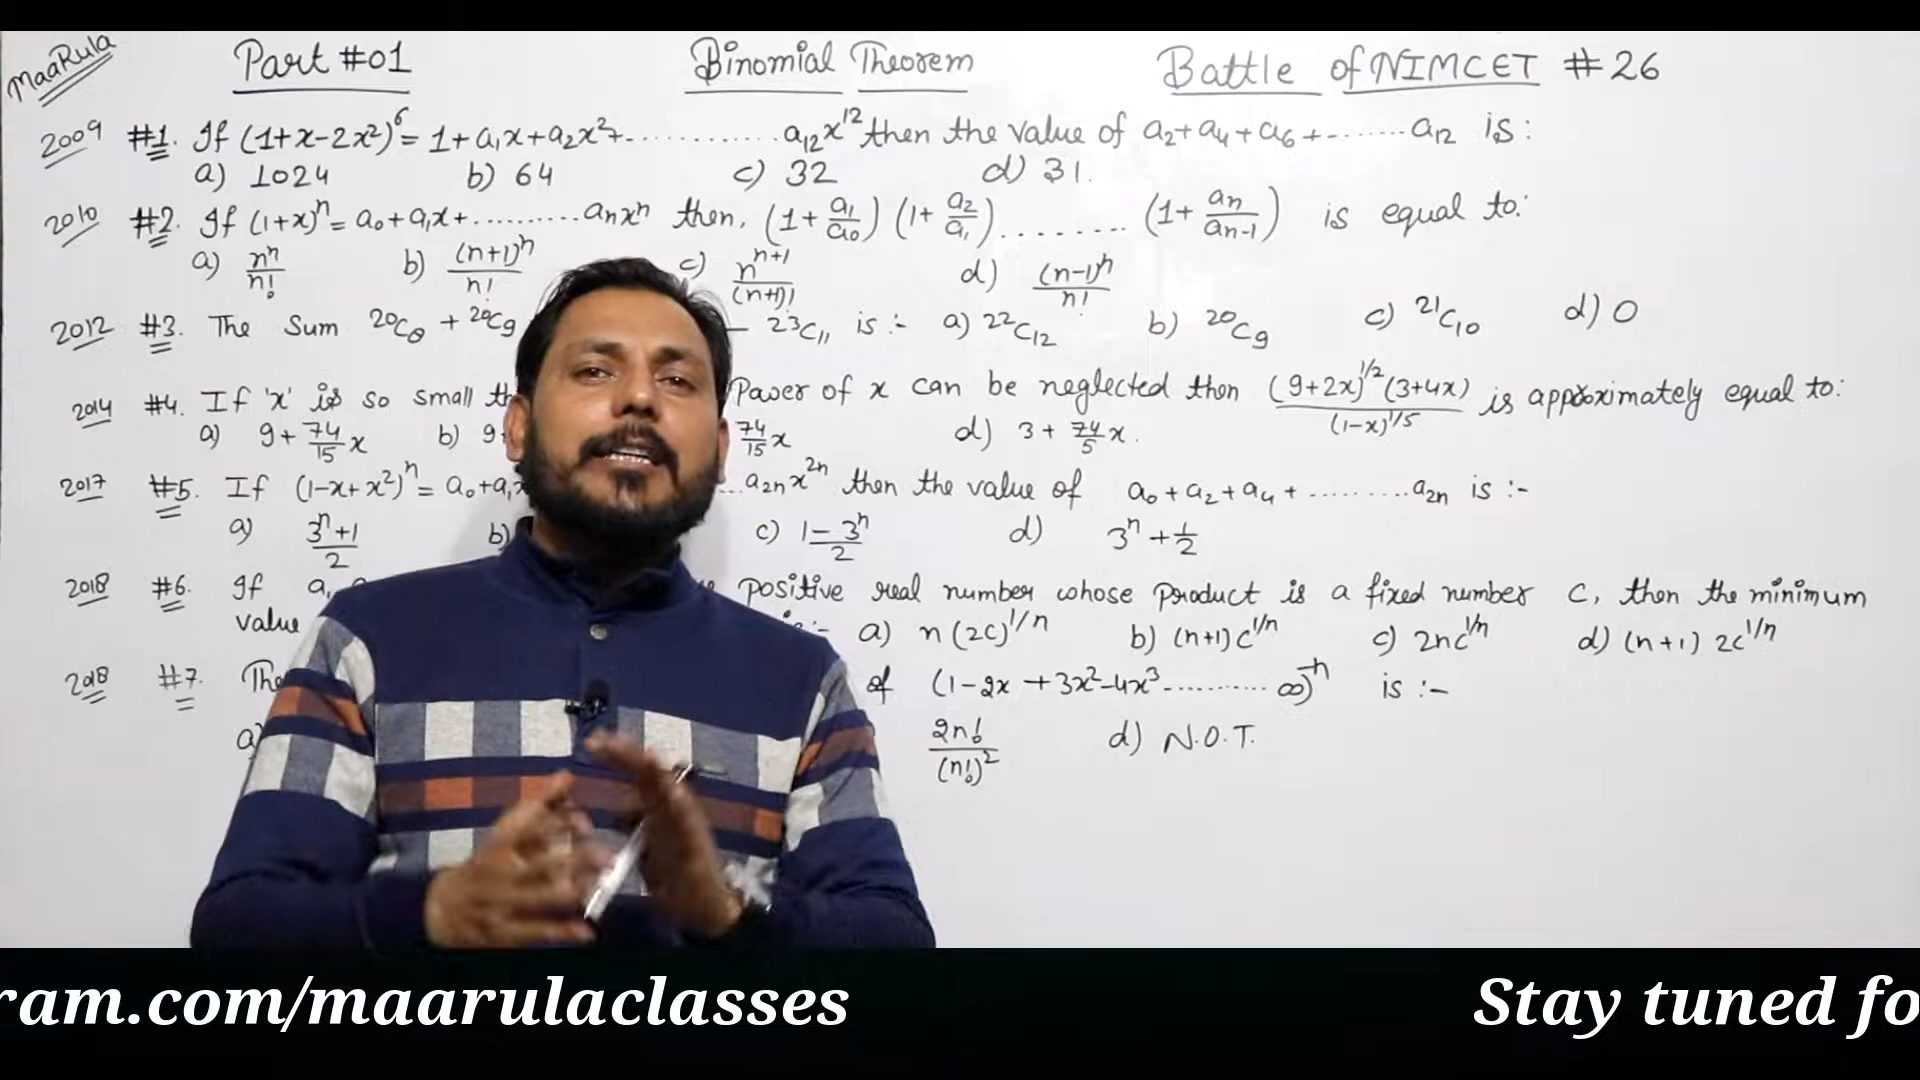 MaaRula
Part #01 Binomial Theorem Battle of NIMCET #26
2009 #1. If (1+x-2x²)⁶ = 1+a₁x+a₂x²+............a₁₂x¹² then the value of a₂+a₄+a₆+.......a₁₂ is:
a) 1024 b) 64 c) 32 d) 31.
2010 #2. If (1+x)ⁿ = a₀+a₁x+..........aₙxⁿ then, (1+a₁/a₀)(1+a₂/a₁)........(1+aₙ/aₙ₋₁) is equal to:
a) nⁿ/n! b) (n+1)ⁿ/n! c) nⁿ⁺¹/(n+1)! d) (n-1)ⁿ/n!
2012 #3. The Sum ²⁰C₈ + ²⁰C₉ – ²³C₁₁ is :- a) ²²C₁₂ b) ²⁰C₉ c) ²¹C₁₀ d) 0
2014 #4. If 'x' is so small Power of x can be neglected then (9+2x)^1/2 (3+4x)/(1-x)^1/5 is approximately equal to:
a) 9+74/15 x b) 9+ 74/15 x d) 3+74/5 x.
2017 #5. If (1-x+x²)ⁿ = a₀+a₁x ...a₂ₙx²ⁿ then the value of a₀+a₂+a₄+.........a₂ₙ is :-
a) 3ⁿ+1/2 b) c) 1-3ⁿ/2 d) 3ⁿ+1/2
2018 #6. If a₁ positive real number whose product is a fixed number C, then the minimum
value :- a) n(2C)^1/n b) (n+1)C^1/n c) 2nC^1/n d) (n+1) 2C^1/n
2018 #7. The of (1-2x+3x²-4x³..........∞)⁻ⁿ is :-
a) 2n!/(n!)² d) N.O.T.
ram.com/maarulaclasses Stay tuned fo